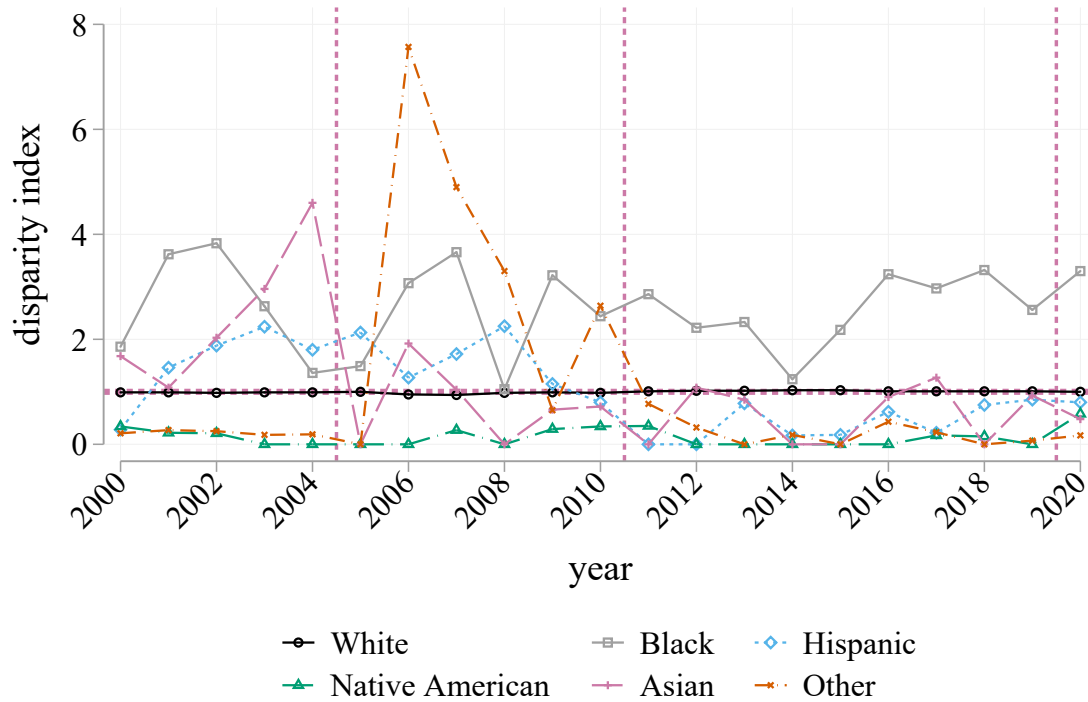 8
6
4
2
0
disparity index
2000
2002
2004
2006
2008
2010
2012
2014
2016
2018
2020
year
White
Black
Hispanic
Native American
Asian
Other